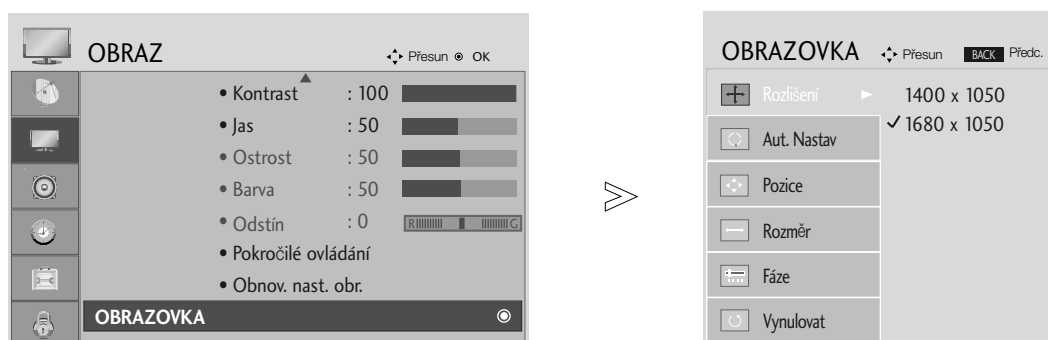 OBRAZ Přesun OK
• Kontrast : 100
• Jas : 50
• Ostrost : 50
• Barva : 50
• Odstín : 0 R G
• Pokročilé ovládání
• Obnov. nast. obr.
OBRAZOVKA
OBRAZOVKA Přesun BACK Předc.
Rozlišení ► 1400 x 1050
✓ 1680 x 1050
Aut. Nastav
Pozice
Rozměr
Fáze
Vynulovat